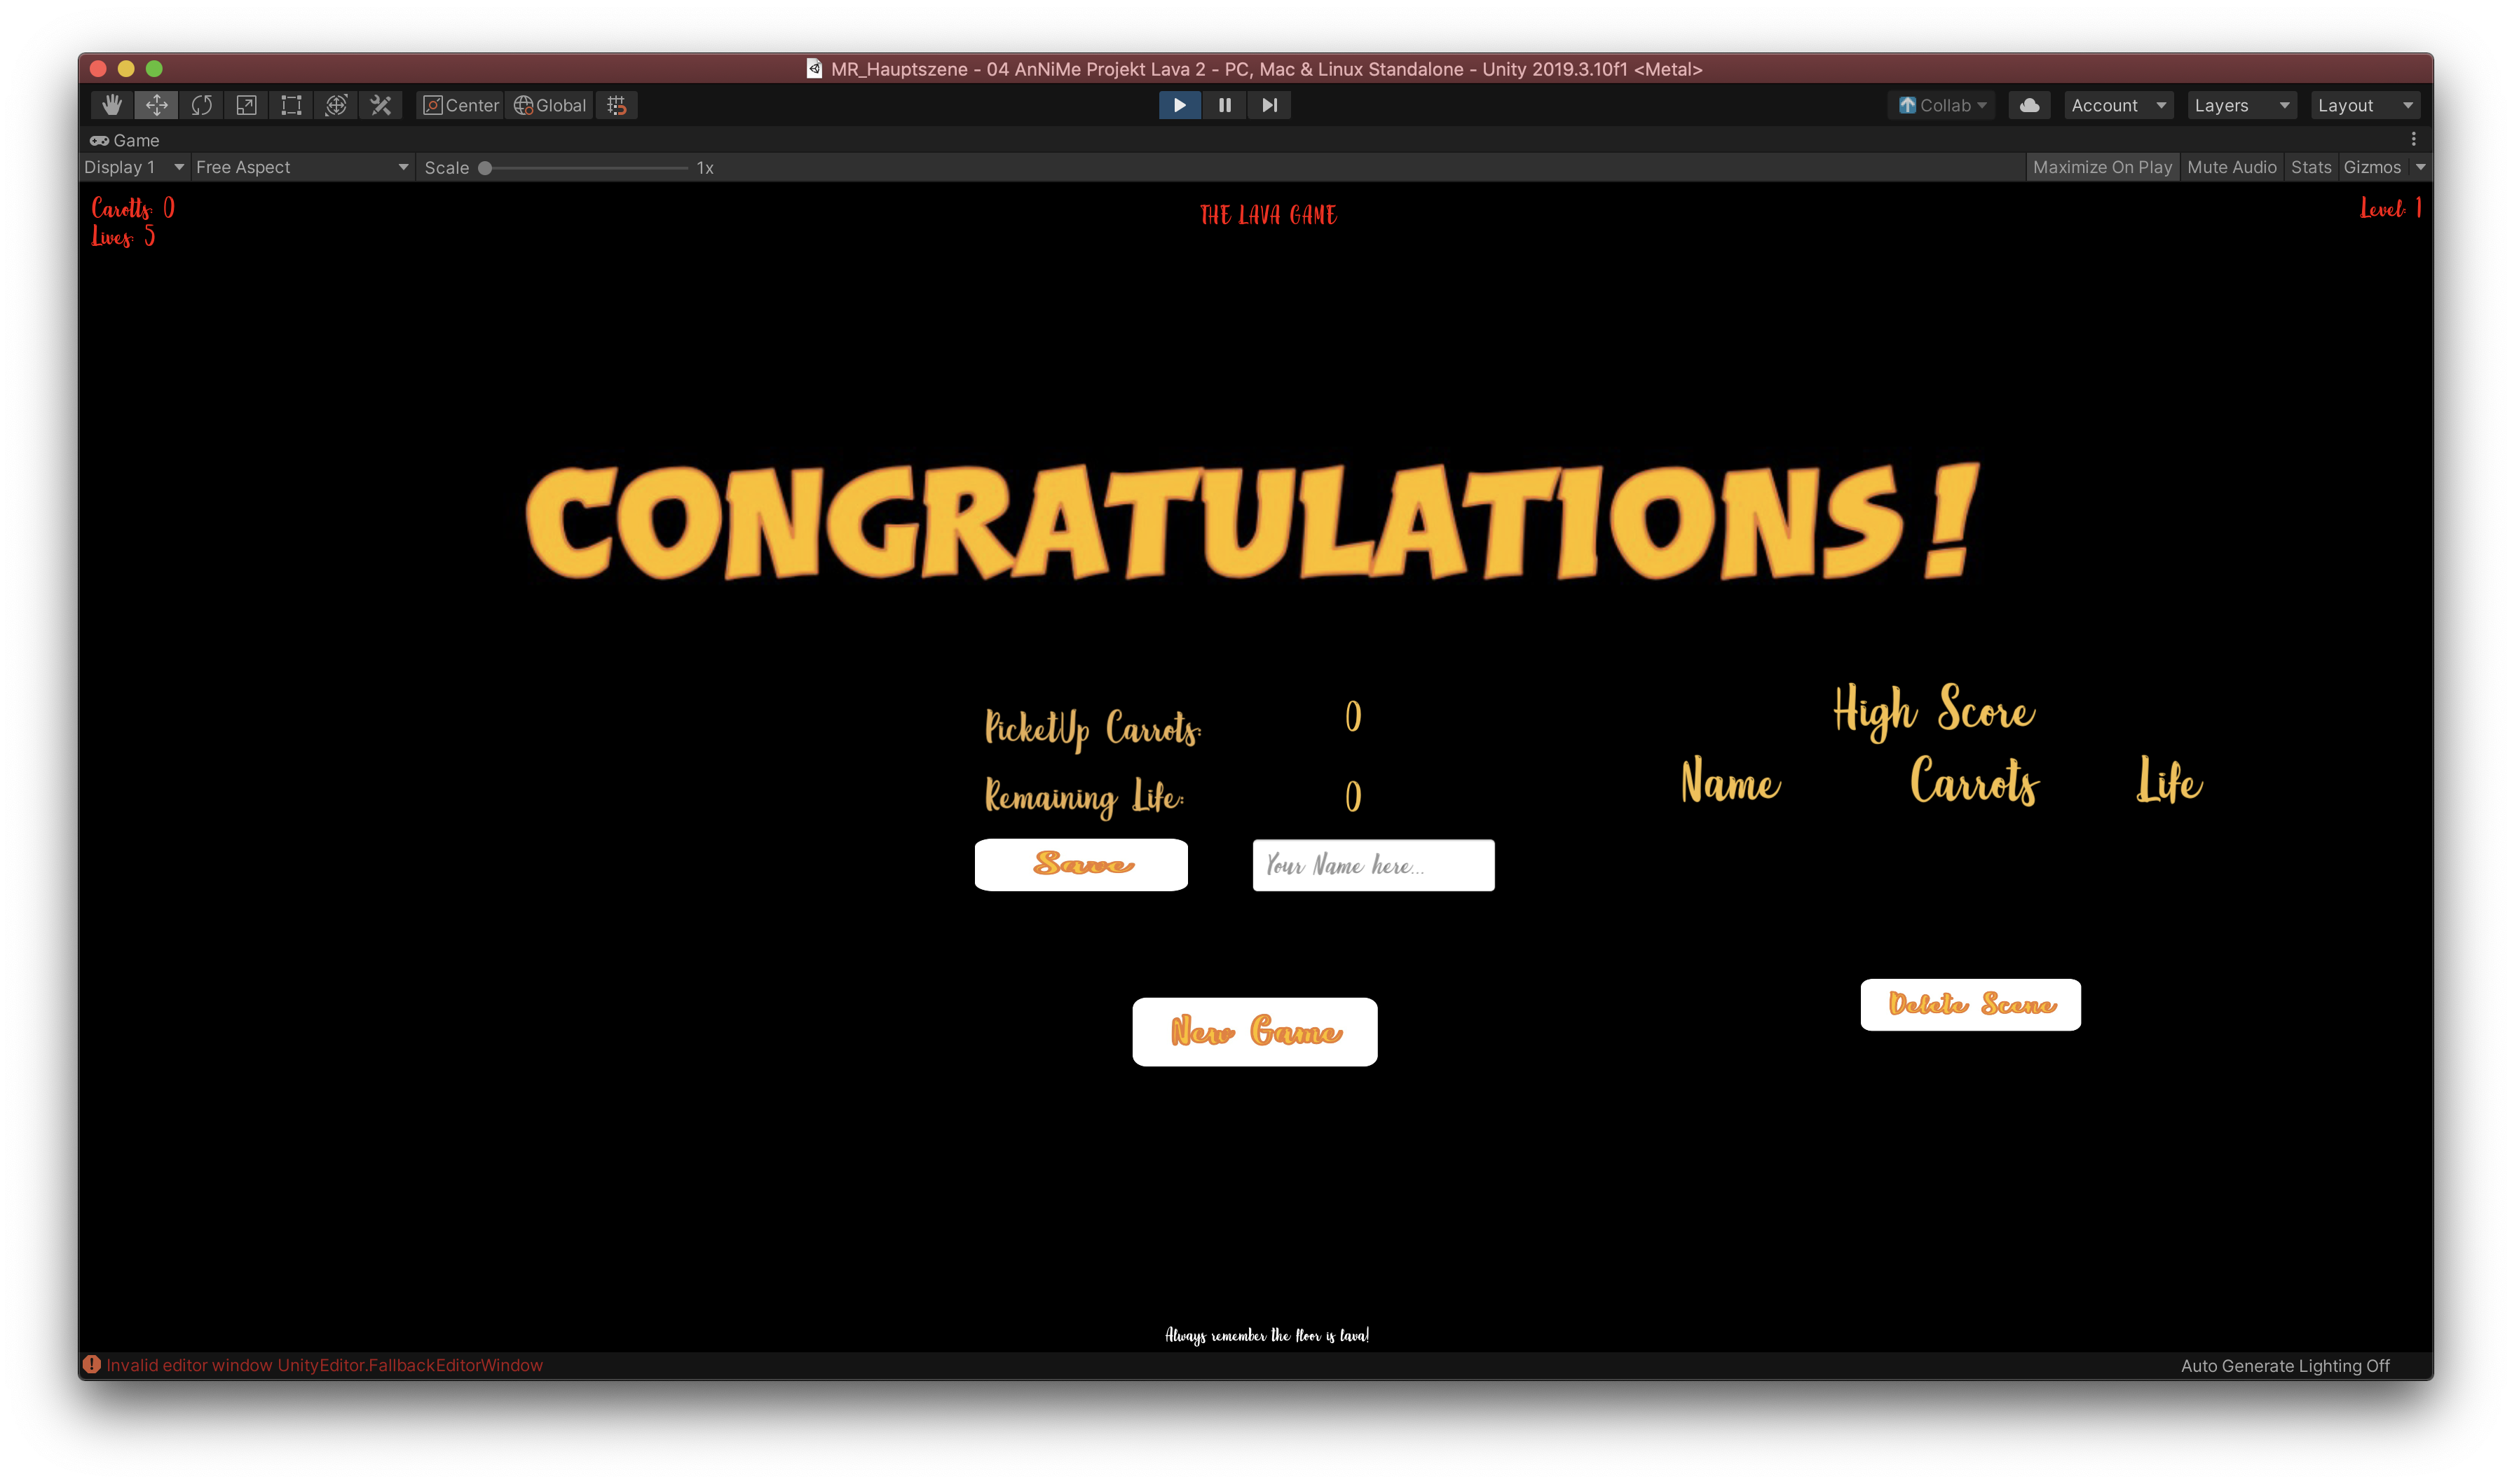 MR_Hauptszene - 04 AnNiMe Projekt Lava 2 - PC, Mac & Linux Standalone - Unity 2019.3.10f1 <Metal>
Center Global Collab Account Layers Layout
Game
Display 1 Free Aspect Scale 1x Maximize On Play Mute Audio Stats Gizmos
Carotts: 0 THE LAVA GAME Level: 1
Lives: 5
CONGRATULATIONS!
PicketUp Carrots: 0
Remaining Life: 0
Save Your Name here...
New Game
High Score
Name Carrots Life
Delete Scene
Always remember the floor is lava!
Invalid editor window UnityEditor.FallbackEditorWindow Auto Generate Lighting Off